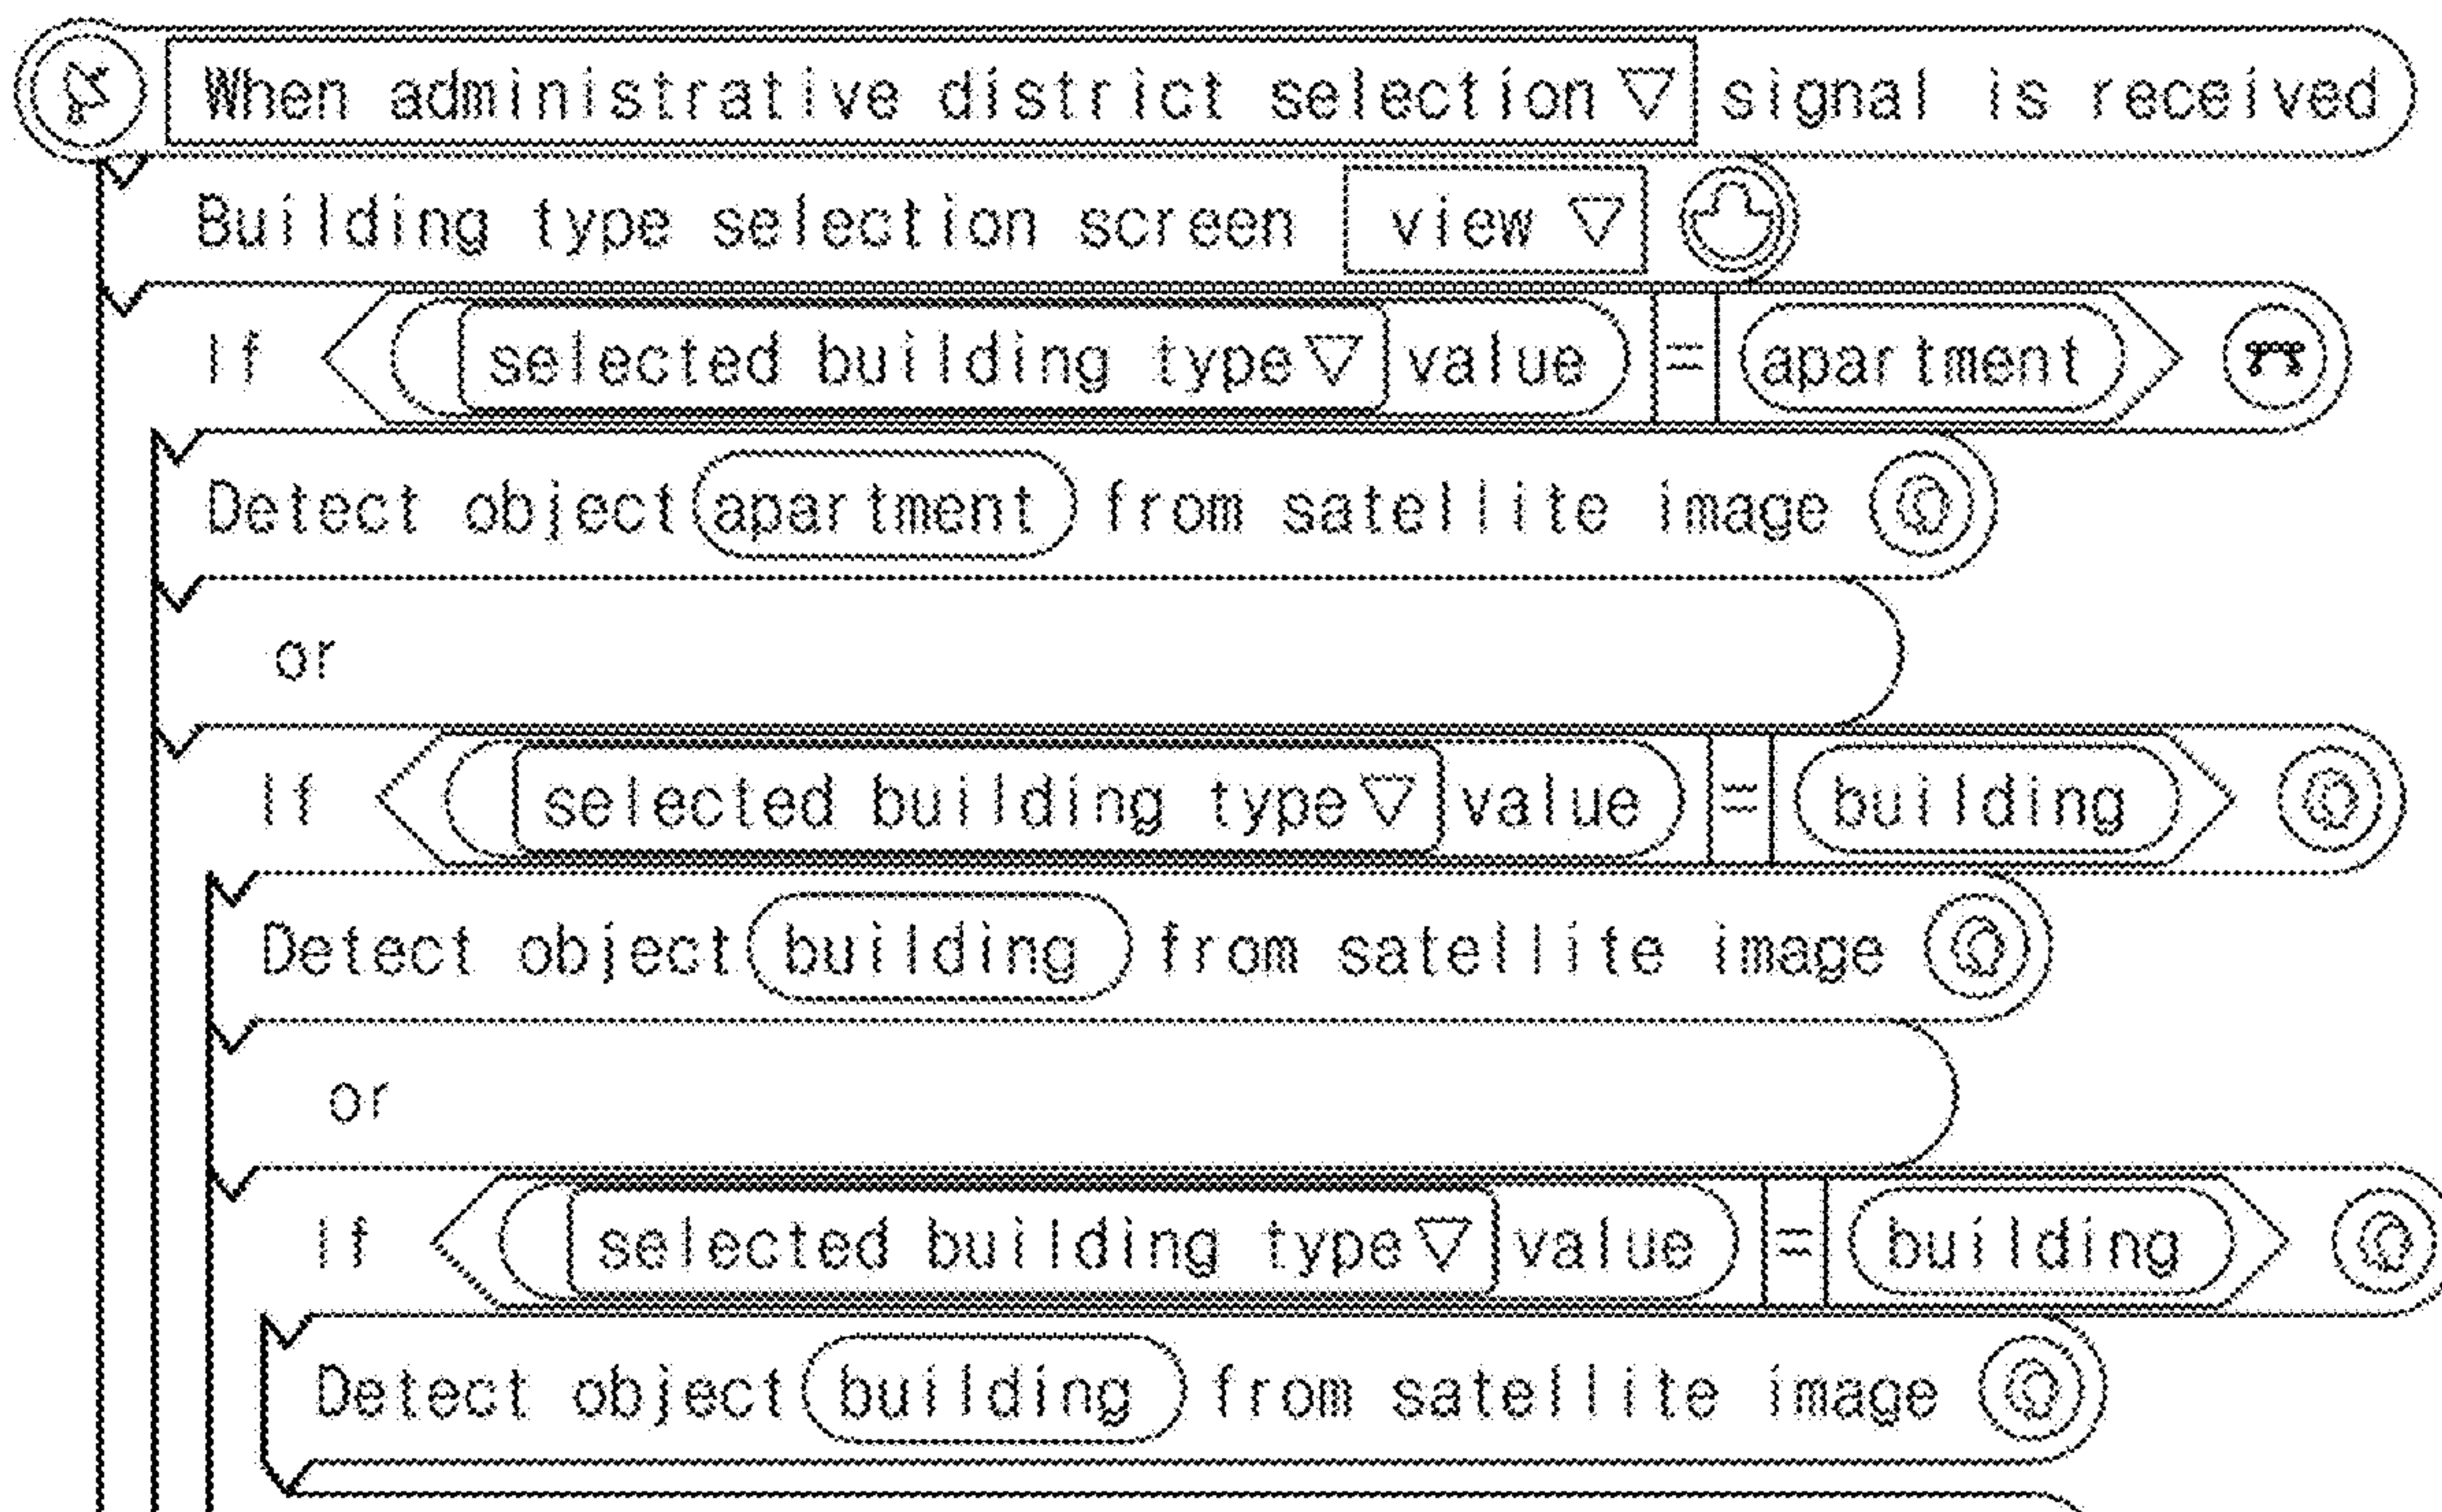 When administrative district selection ▽ signal is received
Building type selection screen view ▽
If selected building type ▽ value = apartment
Detect object apartment from satellite image
or
If selected building type ▽ value = building
Detect object building from satellite image
or
If selected building type ▽ value = building
Detect object building from satellite image